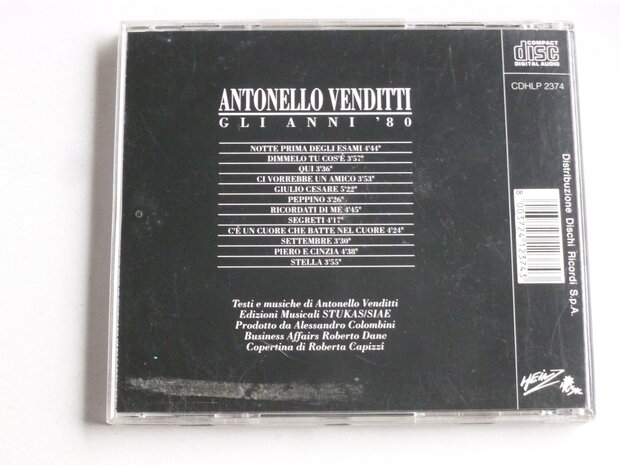 COMPACT
disc
DIGITAL AUDIO
CDHLP 2374
ANTONELLO VENDITTI
GLI ANNI '80
NOTTE PRIMA DEGLI ESAMI 4'44"
DIMMELO TU COS'È 3'57"
QUI 3'36"
CI VORREBBE UN AMICO 3'53"
GIULIO CESARE 5'22"
PEPPINO 3'26"
RICORDATI DI ME 4'45"
SEGRETI 4'17"
C'È UN CUORE CHE BATTE NEL CUORE 4'24"
SETTEMBRE 3'30"
PIERO E CINZIA 4'38"
STELLA 3'55"
Testi e musiche di Antonello Venditti
Edizioni Musicali STUKAS/SIAE
Prodotto da Alessandro Colombini
Business Affairs Roberto Dane
Copertina di Roberta Capizzi
Distribuzione Dischi Ricordi S.p.A.
8 003724 123743
HEINZ